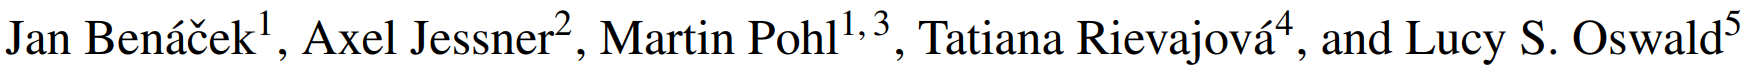 Jan Benáček¹, Axel Jessner², Martin Pohl¹,³, Tatiana Rievajová⁴, and Lucy S. Oswald⁵